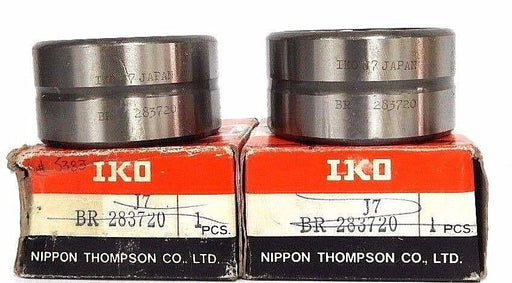 IKO J7 JAPAN
BR 283720
IKO J7 JAPAN
BR 283720
# 5383
IKO
J7
BR 283720 1 PCS.
NIPPON THOMPSON CO., LTD.
IKO
J7
BR 283720 1 PCS.
NIPPON THOMPSON CO., LTD.